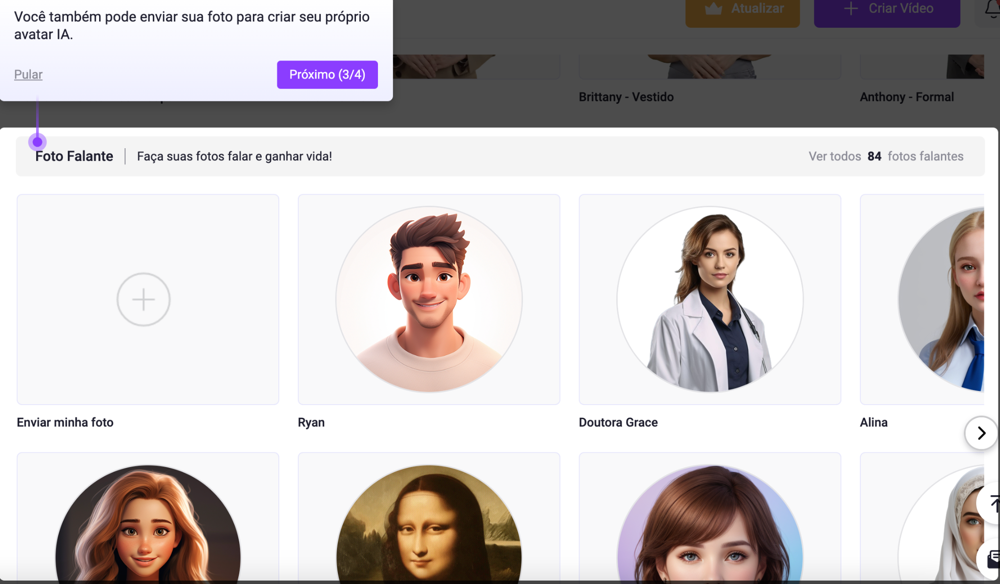 Você também pode enviar sua foto para criar seu próprio
avatar IA.
Pular
Próximo (3/4)
Atualizar
Criar Vídeo
Brittany - Vestido
Anthony - Formal
Foto Falante
Faça suas fotos falar e ganhar vida!
Ver todos 84 fotos falantes
Enviar minha foto
Ryan
Doutora Grace
Alina